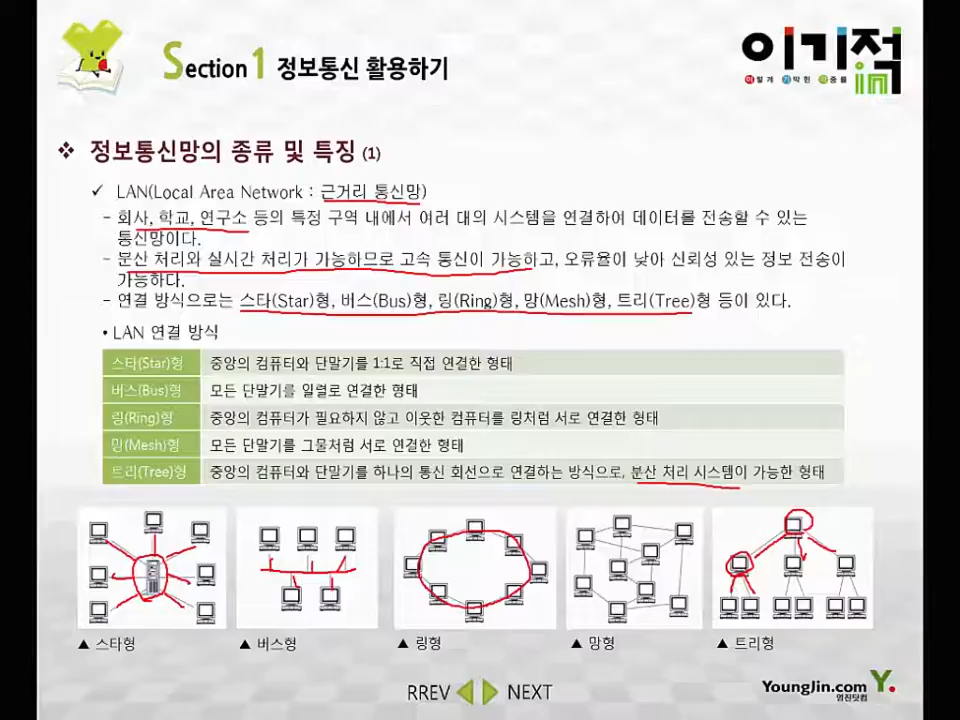 Section 1 정보통신 활용하기
이기적in
이렇게 기막힌 적중률
❖ 정보통신망의 종류 및 특징 (1)
✓ LAN(Local Area Network : 근거리 통신망)
- 회사, 학교, 연구소 등의 특정 구역 내에서 여러 대의 시스템을 연결하여 데이터를 전송할 수 있는
통신망이다.
- 분산 처리와 실시간 처리가 가능하므로 고속 통신이 가능하고, 오류율이 낮아 신뢰성 있는 정보 전송이
가능하다.
- 연결 방식으로는 스타(Star)형, 버스(Bus)형, 링(Ring)형, 망(Mesh)형, 트리(Tree)형 등이 있다.
• LAN 연결 방식
스타(Star)형 중앙의 컴퓨터와 단말기를 1:1로 직접 연결한 형태
버스(Bus)형 모든 단말기를 일렬로 연결한 형태
링(Ring)형 중앙의 컴퓨터가 필요하지 않고 이웃한 컴퓨터를 링처럼 서로 연결한 형태
망(Mesh)형 모든 단말기를 그물처럼 서로 연결한 형태
트리(Tree)형 중앙의 컴퓨터와 단말기를 하나의 통신 회선으로 연결하는 방식으로, 분산 처리 시스템이 가능한 형태
▲ 스타형 ▲ 버스형 ▲ 링형 ▲ 망형 ▲ 트리형
RREV NEXT
YoungJin.com Y.
영진닷컴